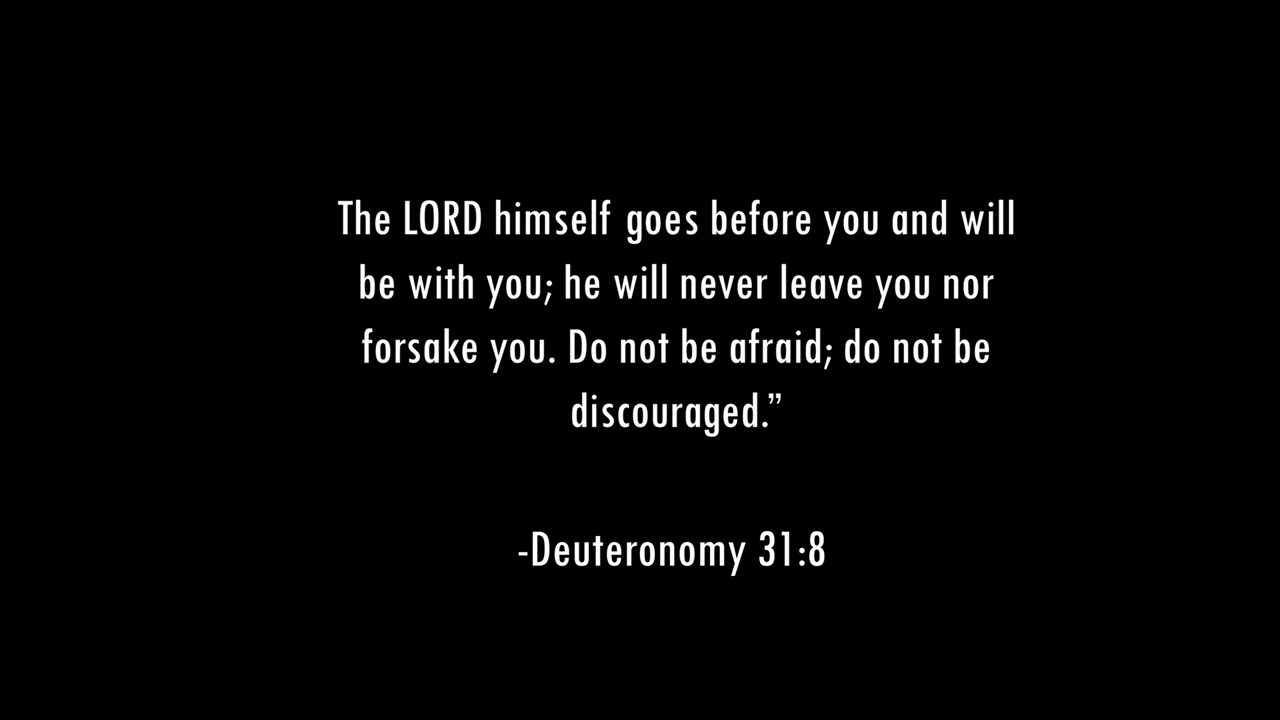 The LORD himself goes before you and will
be with you; he will never leave you nor
forsake you. Do not be afraid; do not be
discouraged.”
-Deuteronomy 31:8